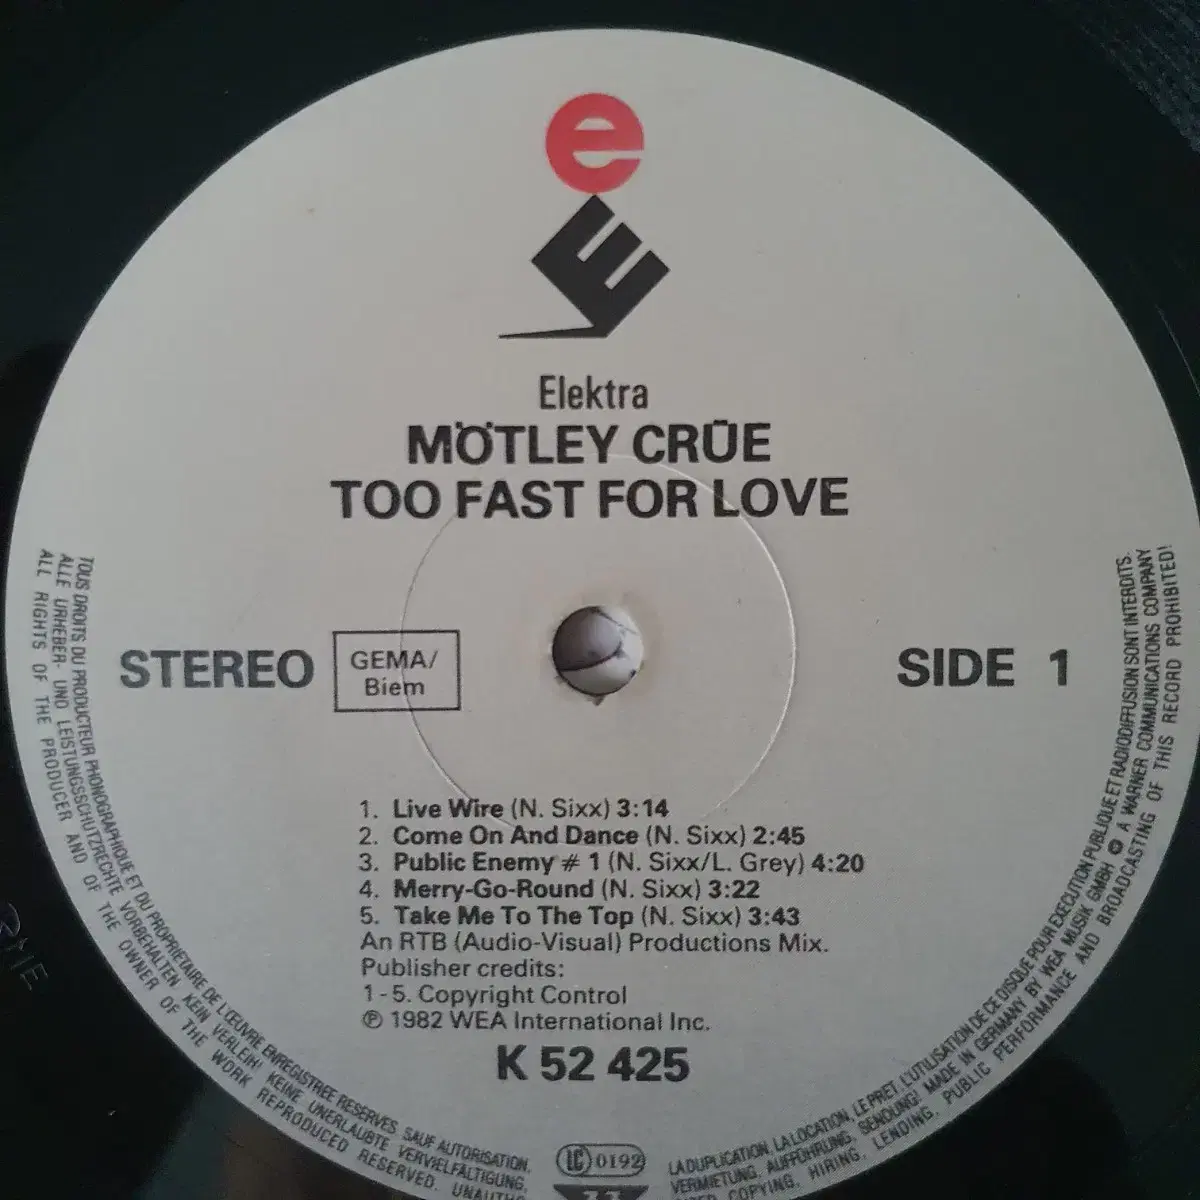 e
E
Elektra
MÖTLEY CRÜE
TOO FAST FOR LOVE
STEREO
GEMA/
Biem
SIDE 1
1. Live Wire (N. Sixx) 3:14
2. Come On And Dance (N. Sixx) 2:45
3. Public Enemy # 1 (N. Sixx/L. Grey) 4:20
4. Merry-Go-Round (N. Sixx) 3:22
5. Take Me To The Top (N. Sixx) 3:43
An RTB (Audio-Visual) Productions Mix.
Publisher credits:
1-5. Copyright Control
℗ 1982 WEA International Inc.
K 52 425
TOUS DROITS DU PRODUCTEUR PHONOGRAPHIQUE ET DU PROPRIETAIRE DE L'ŒUVRE ENREGISTREE RESERVES SAUF AUTORISATION,
LA DUPLICATION, LA LOCATION, LE PRET, L'UTILISATION DE CE DISQUE POUR EXECUTION PUBLIQUE ET RADIODIFFUSION SONT INTERDITS.
ALLE URHEBER- UND LEISTUNGSSCHUTZRECHTE VORBEHALTEN KEIN VERLEIH! KEINE UNERLAUBTE VERVIELFÄLTIGUNG,
VERMIETUNG, AUFFÜHRUNG, SENDUNG! MADE IN GERMANY BY WEA MUSIK GMBH A WARNER COMMUNICATIONS COMPANY
ALL RIGHTS OF THE PRODUCER AND OF THE OWNER OF THE WORK REPRODUCED RESERVED.
COPYING, HIRING, LENDING, PUBLIC PERFORMANCE AND BROADCASTING OF THIS RECORD PROHIBITED!
LC 0192